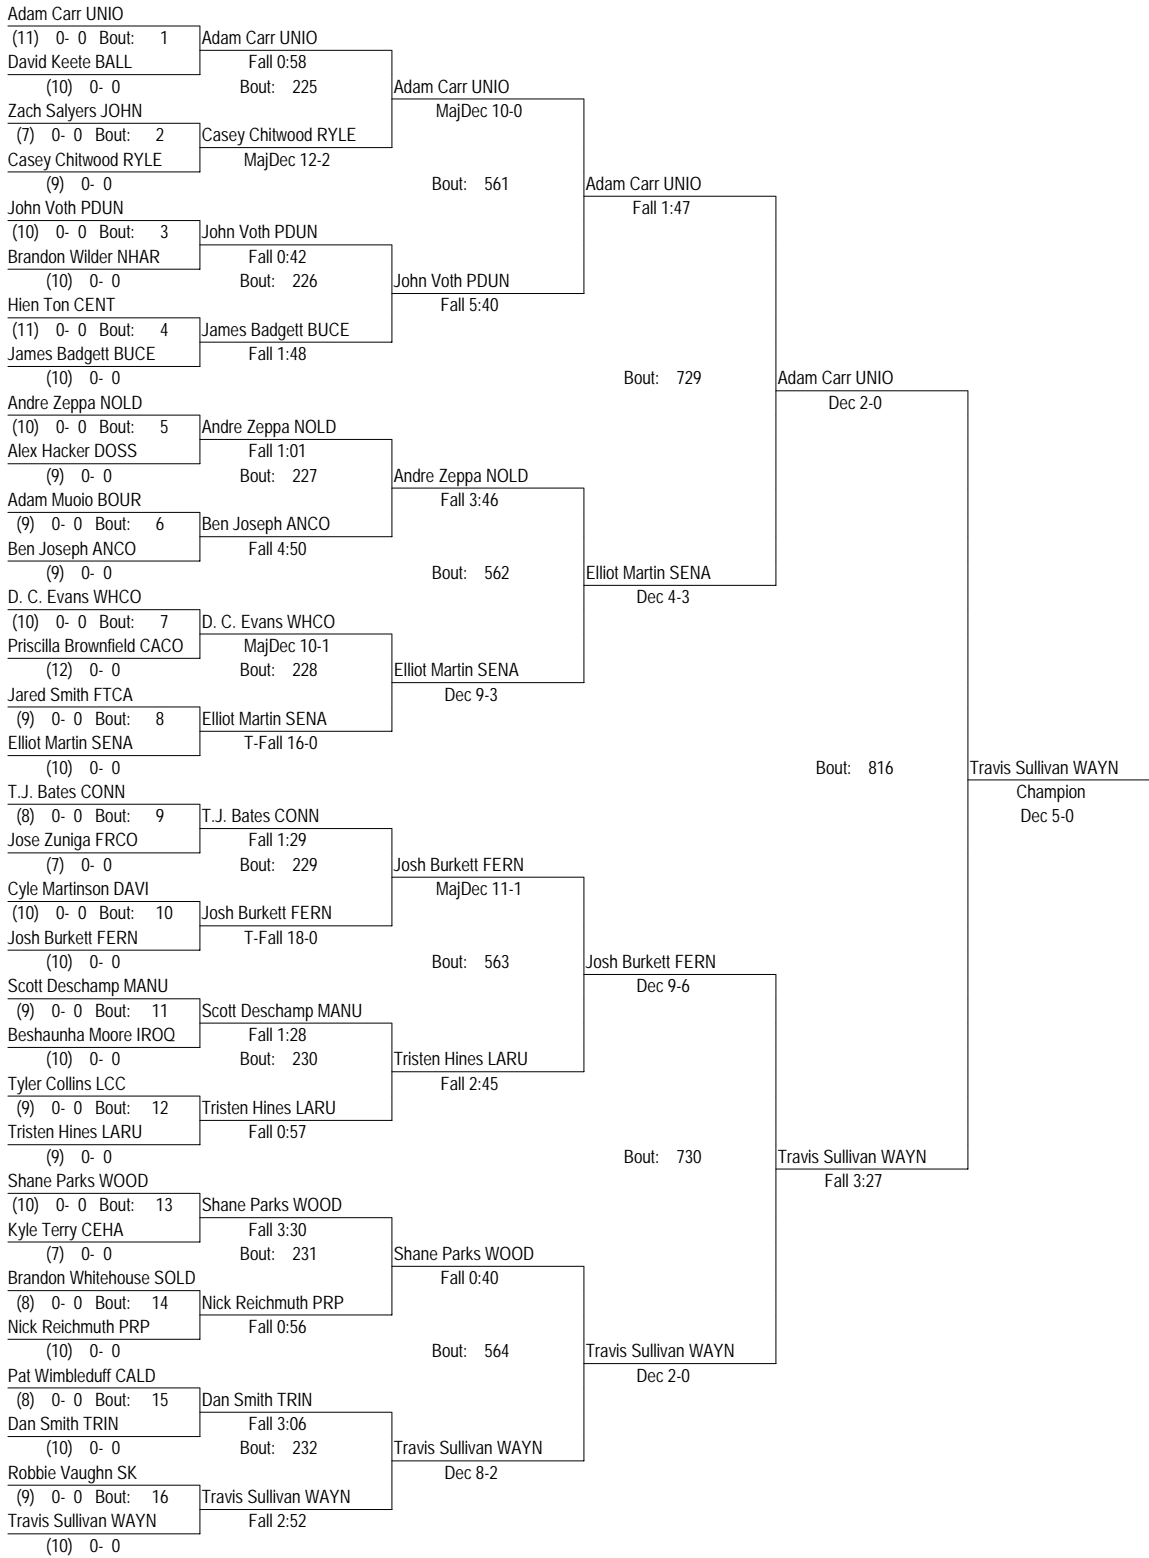 Adam Carr UNIO
(11) 0- 0 Bout: 1 Adam Carr UNIO
David Keete BALL Fall 0:58
(10) 0- 0 Bout: 225 Adam Carr UNIO
Zach Salyers JOHN MajDec 10-0
(7) 0- 0 Bout: 2 Casey Chitwood RYLE
Casey Chitwood RYLE MajDec 12-2
(9) 0- 0 Bout: 561 Adam Carr UNIO
John Voth PDUN Fall 1:47
(10) 0- 0 Bout: 3 John Voth PDUN
Brandon Wilder NHAR Fall 0:42
(10) 0- 0 Bout: 226 John Voth PDUN
Hien Ton CENT Fall 5:40
(11) 0- 0 Bout: 4 James Badgett BUCE
James Badgett BUCE Fall 1:48
(10) 0- 0 Bout: 729 Adam Carr UNIO
Andre Zeppa NOLD Dec 2-0
(10) 0- 0 Bout: 5 Andre Zeppa NOLD
Alex Hacker DOSS Fall 1:01
(9) 0- 0 Bout: 227 Andre Zeppa NOLD
Adam Muoio BOUR Fall 3:46
(9) 0- 0 Bout: 6 Ben Joseph ANCO
Ben Joseph ANCO Fall 4:50
(9) 0- 0 Bout: 562 Elliot Martin SENA
D. C. Evans WHCO Dec 4-3
(10) 0- 0 Bout: 7 D. C. Evans WHCO
Priscilla Brownfield CACO MajDec 10-1
(12) 0- 0 Bout: 228 Elliot Martin SENA
Jared Smith FTCA Dec 9-3
(9) 0- 0 Bout: 8 Elliot Martin SENA
Elliot Martin SENA T-Fall 16-0
(10) 0- 0 Bout: 816 Travis Sullivan WAYN
T.J. Bates CONN Champion
(8) 0- 0 Bout: 9 T.J. Bates CONN Dec 5-0
Jose Zuniga FRCO Fall 1:29
(7) 0- 0 Bout: 229 Josh Burkett FERN
Cyle Martinson DAVI MajDec 11-1
(10) 0- 0 Bout: 10 Josh Burkett FERN
Josh Burkett FERN T-Fall 18-0
(10) 0- 0 Bout: 563 Josh Burkett FERN
Scott Deschamp MANU Dec 9-6
(9) 0- 0 Bout: 11 Scott Deschamp MANU
Beshaunha Moore IROQ Fall 1:28
(10) 0- 0 Bout: 230 Tristen Hines LARU
Tyler Collins LCC Fall 2:45
(9) 0- 0 Bout: 12 Tristen Hines LARU
Tristen Hines LARU Fall 0:57
(9) 0- 0 Bout: 730 Travis Sullivan WAYN
Shane Parks WOOD Fall 3:27
(10) 0- 0 Bout: 13 Shane Parks WOOD
Kyle Terry CEHA Fall 3:30
(7) 0- 0 Bout: 231 Shane Parks WOOD
Brandon Whitehouse SOLD Fall 0:40
(8) 0- 0 Bout: 14 Nick Reichmuth PRP
Nick Reichmuth PRP Fall 0:56
(10) 0- 0 Bout: 564 Travis Sullivan WAYN
Pat Wimbleduff CALD Dec 2-0
(8) 0- 0 Bout: 15 Dan Smith TRIN
Dan Smith TRIN Fall 3:06
(10) 0- 0 Bout: 232 Travis Sullivan WAYN
Robbie Vaughn SK Dec 8-2
(9) 0- 0 Bout: 16 Travis Sullivan WAYN
Travis Sullivan WAYN Fall 2:52
(10) 0- 0